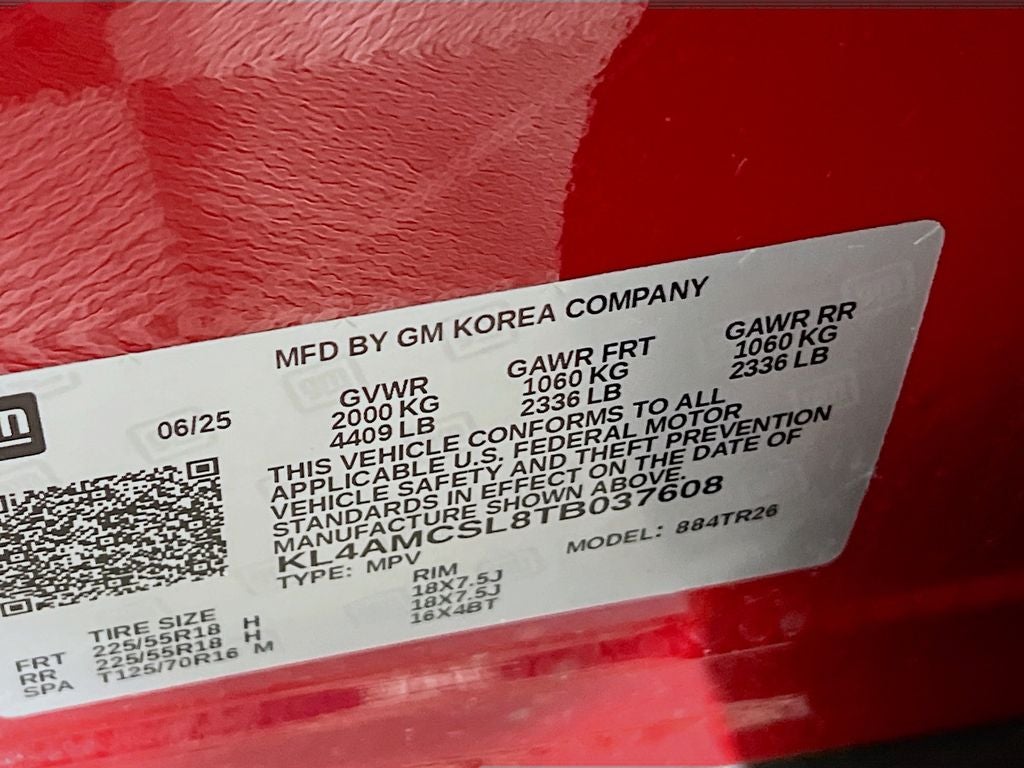 MFD BY GM KOREA COMPANY
gm
06/25
GVWR GAWR FRT GAWR RR
2000 KG 1060 KG 1060 KG
4409 LB 2336 LB 2336 LB
THIS VEHICLE CONFORMS TO ALL
APPLICABLE U.S. FEDERAL MOTOR
VEHICLE SAFETY AND THEFT PREVENTION
STANDARDS IN EFFECT ON THE DATE OF
MANUFACTURE SHOWN ABOVE.
KL4AMCSL8TB037608
TYPE: MPV MODEL: 884TR26
TIRE SIZE RIM
FRT 225/55R18 H 18X7.5J
RR 225/55R18 H 18X7.5J
SPA T125/70R16 M 16X4BT